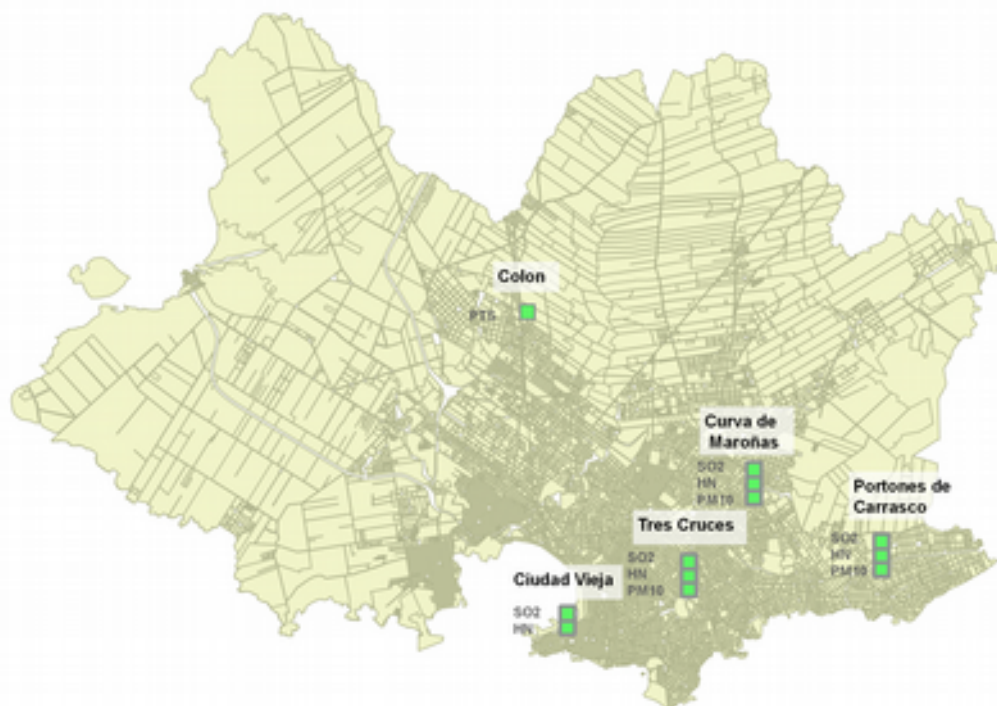 Colon
PTS
Curva de
Maroñas
SO2
HN
PM10
Portones de
Carrasco
SO2
HN
PM10
Tres Cruces
SO2
HN
PM10
Ciudad Vieja
SO2
HN